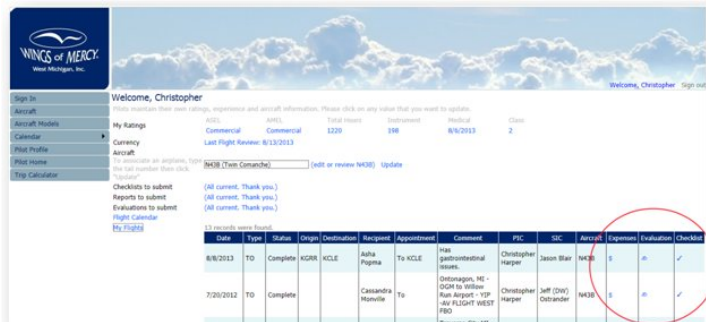 WINGS of MERCY
West Michigan, Inc.
Welcome, Christopher Sign out
Sign In
Aircraft
Aircraft Models
Calendar
Pilot Profile
Pilot Home
Trip Calculator
Welcome, Christopher
Pilots maintain their own ratings, experience and aircraft information. Please click on any value that you want to update.
My Ratings
ASEL AMEL Total Hours Instrument Medical Class
Commercial Commercial 1220 198 8/6/2013 2
Currency
Last Flight Review: 8/13/2013
Aircraft
To associate an airplane, type the tail number then click "Update"
N43B (Twin Comanche) (edit or review N43B) Update
Checklists to submit (All current. Thank you.)
Reports to submit (All current. Thank you.)
Evaluations to submit (All current. Thank you.)
Flight Calendar
My Flights
13 records were found.
Date Type Status Origin Destination Recipient Appointment Comment PIC SIC Aircraft Expenses Evaluation Checklist
8/8/2013 TO Complete KGRR KCLE Asha Popma To KCLE Has gastrointestinal issues. Christopher Harper Jason Blair N43B $
7/20/2012 TO Complete Cassandra Monville To Ontonagon, MI - OGM to Willow Run Airport - YIP -AV FLIGHT WEST FBO Christopher Harper Jeff (DW) Ostrander N43B $